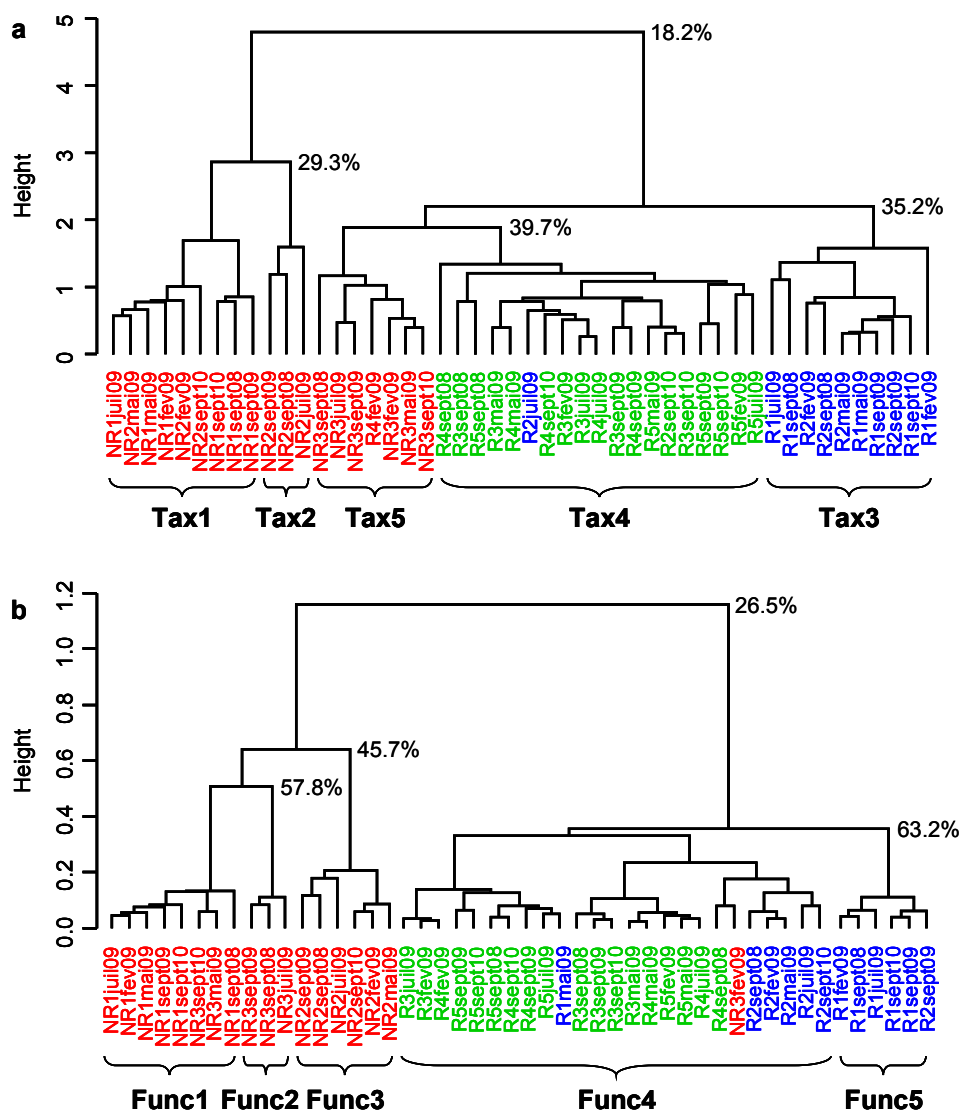 a
5
4
3
2
1
0
Height
18.2%
29.3%
35.2%
39.7%
NR1juil09
NR2mai09
NR1mai09
NR1fev09
NR2fev09
NR2sept10
NR1sept10
NR1sept08
NR1sept09
NR2sept09
NR2sept08
NR2juil09
NR3sept08
NR3juil09
NR3sept09
R4fev09
NR3fev09
NR3mai09
NR3sept10
R4sept08
R3sept08
R5sept08
R3mai09
R4mai09
R2juil09
R4sept10
R3fev09
R3juil09
R4juil09
R3sept09
R4sept09
R5mai09
R2sept10
R3sept10
R5sept10
R5sept09
R5fev09
R5juil09
R1juil09
R1sept08
R2fev09
R2sept08
R2mai09
R1mai09
R1sept09
R2sept09
R1sept10
R1fev09
Tax1 Tax2 Tax5 Tax4 Tax3
b
1.2
1.0
0.8
0.6
0.4
0.2
0.0
Height
26.5%
45.7%
57.8%
63.2%
NR1juil09
NR1fev09
NR1mai09
NR1sept09
NR1sept10
NR3sept10
NR3mai09
NR1sept08
NR3sept09
NR3sept08
NR3juil09
NR2sept09
NR2sept08
NR2juil09
NR2sept10
NR2fev09
NR2mai09
R3juil09
R3fev09
R4fev09
R5sept09
R5sept10
R5sept08
R4sept10
R4sept09
R5juil09
R1mai09
R3sept08
R3sept09
R3sept10
R3mai09
R4mai09
R5fev09
R5mai09
R4juil09
R4sept08
NR3fev09
R2sept08
R2fev09
R2mai09
R2juil09
R2sept10
R1fev09
R1sept08
R1juil09
R1sept10
R1sept09
R2sept09
Func1 Func2 Func3 Func4 Func5